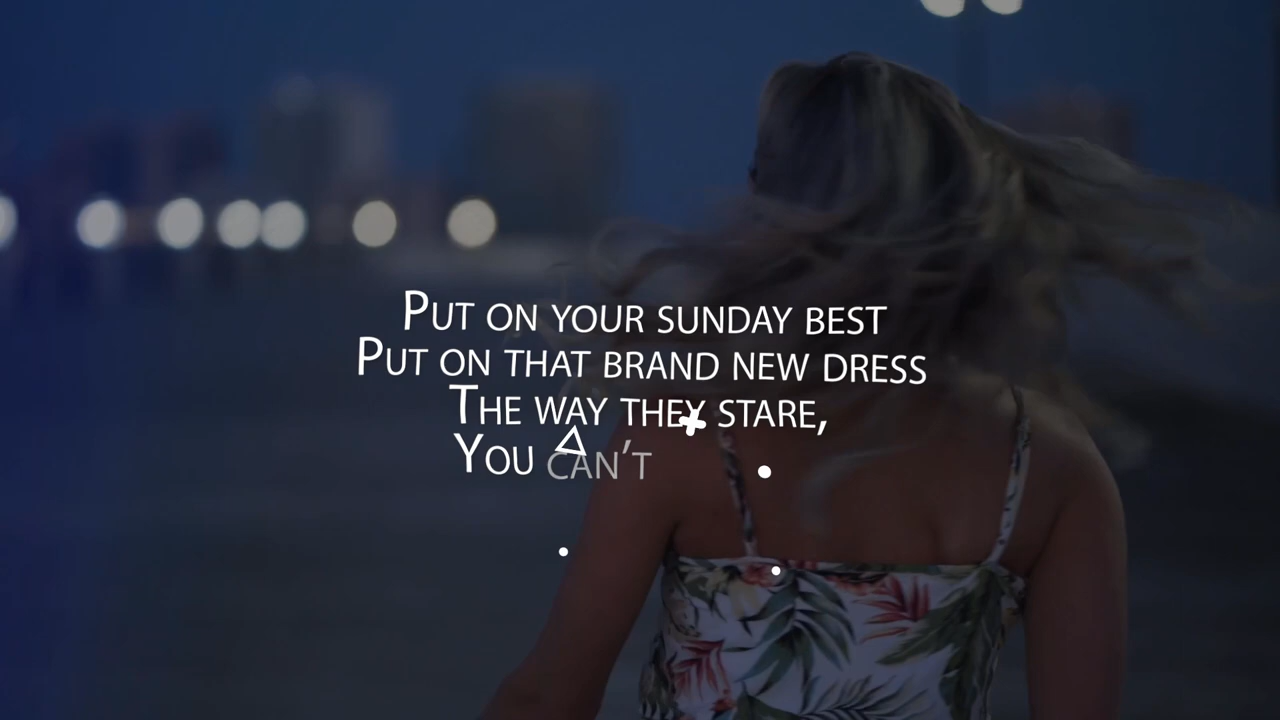 Put on your sunday best
Put on that brand new dress
The way they stare,
You can't